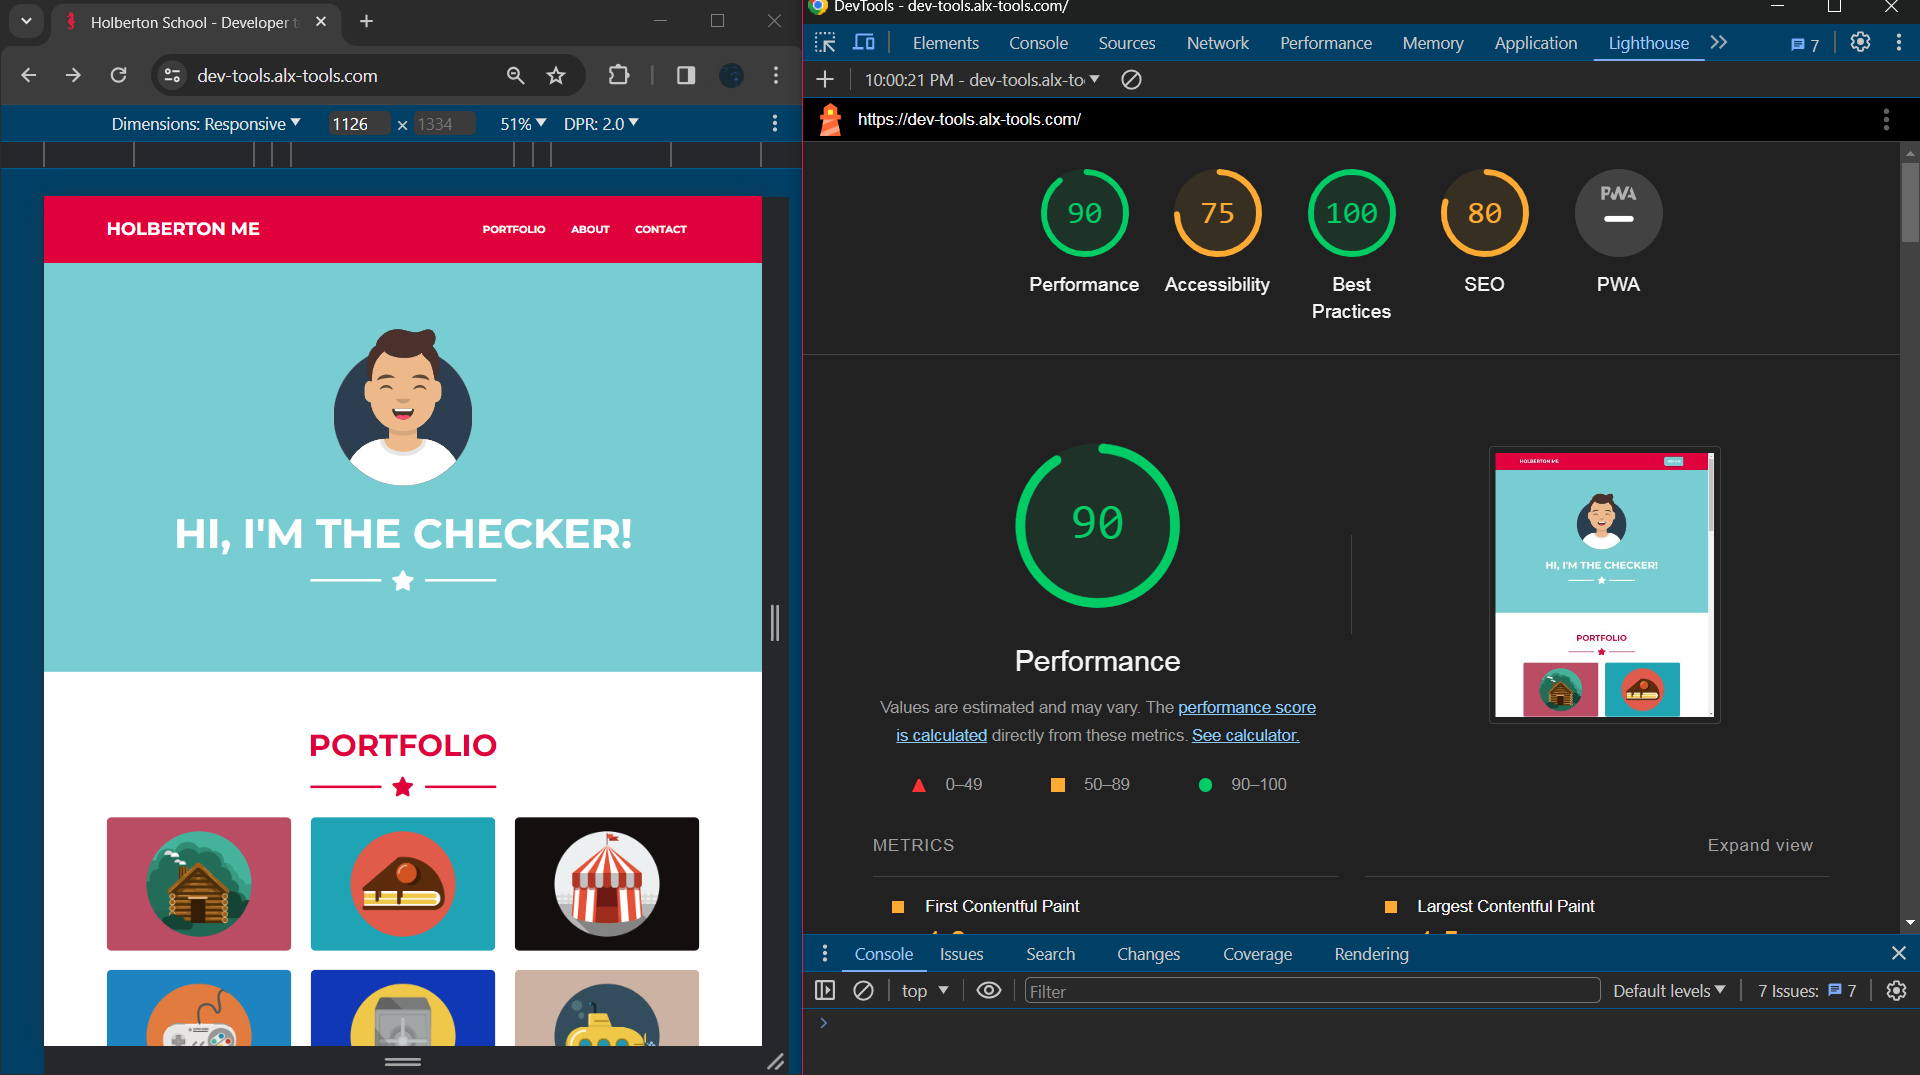 Holberton School - Developer t
dev-tools.alx-tools.com
Dimensions: Responsive
1126 × 1334
51%
DPR: 2.0
HOLBERTON ME
PORTFOLIO
ABOUT
CONTACT
HI, I'M THE CHECKER!
PORTFOLIO
DevTools - dev-tools.alx-tools.com/
Elements
Console
Sources
Network
Performance
Memory
Application
Lighthouse
7
10:00:21 PM - dev-tools.alx-to
https://dev-tools.alx-tools.com/
90
Performance
75
Accessibility
100
Best
Practices
80
SEO
PWA
PWA
90
Performance
Values are estimated and may vary. The performance score
is calculated directly from these metrics. See calculator.
0–49
50–89
90–100
HOLBERTON ME
HI, I'M THE CHECKER!
PORTFOLIO
METRICS
Expand view
First Contentful Paint
Largest Contentful Paint
Console
Issues
Search
Changes
Coverage
Rendering
top
Filter
Default levels
7 Issues:
7